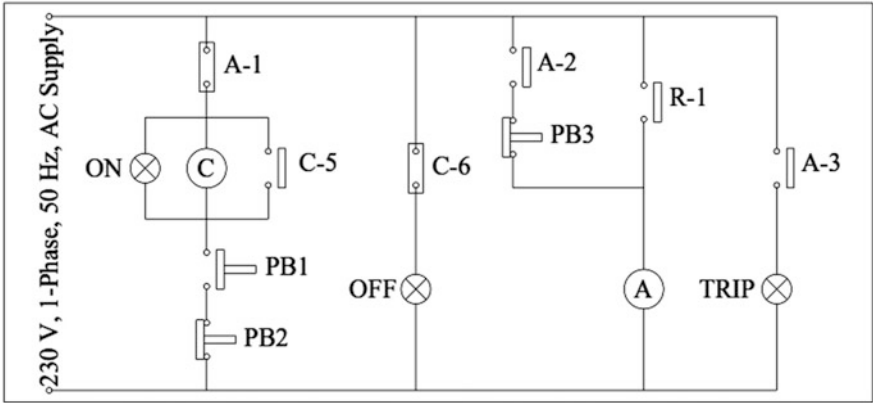 230 V, 1-Phase, 50 Hz, AC Supply
A-1
ON
C
C-5
PB1
PB2
C-6
OFF
A-2
PB3
R-1
A
A-3
TRIP